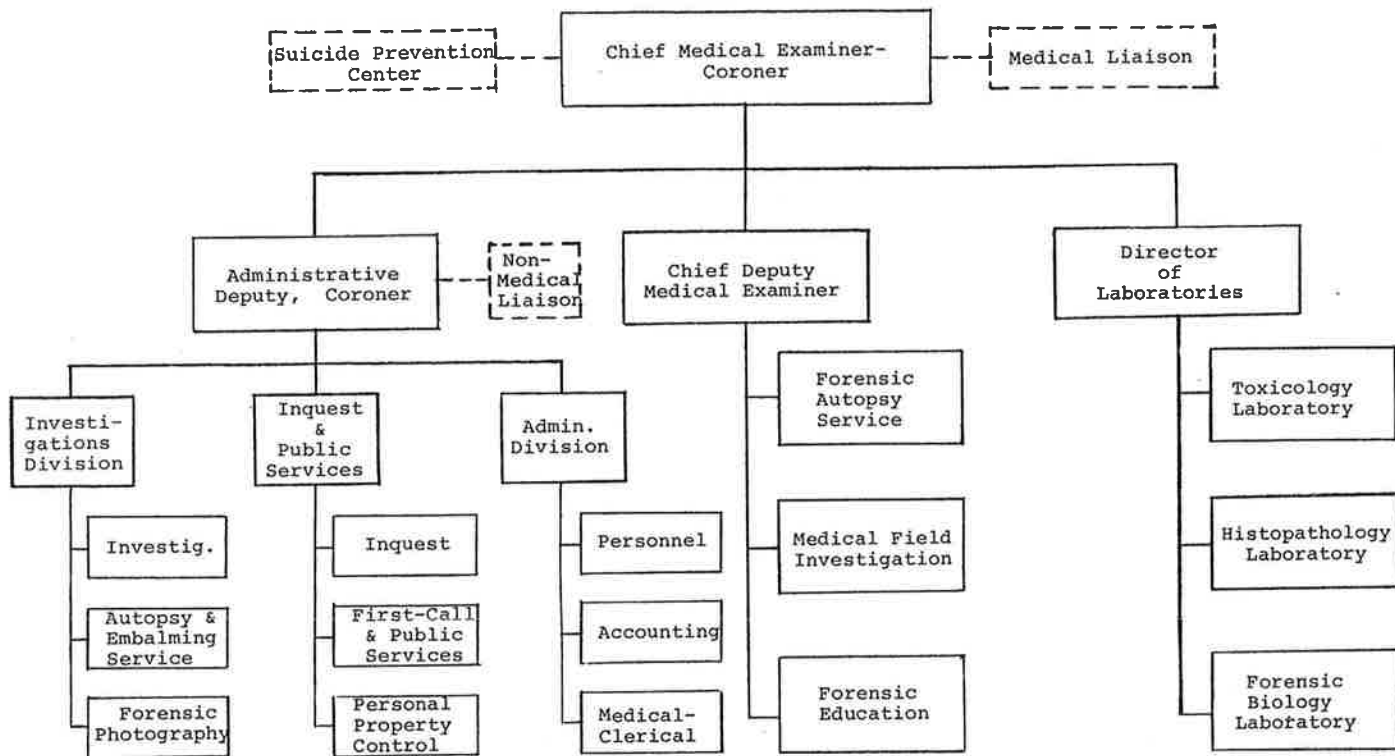 Suicide Prevention
Center
Chief Medical Examiner-
Coroner
Medical Liaison
Administrative
Deputy, Coroner
Non-
Medical
Liaison
Chief Deputy
Medical Examiner
Director
of
Laboratories
Investi-
gations
Division
Inquest
&
Public
Services
Admin.
Division
Investig.
Autopsy &
Embalming
Service
Forensic
Photography
Inquest
First-Call
& Public
Services
Personal
Property
Control
Personnel
Accounting
Medical-
Clerical
Forensic
Autopsy
Service
Medical Field
Investigation
Forensic
Education
Toxicology
Laboratory
Histopathology
Laboratory
Forensic
Biology
Laboratory